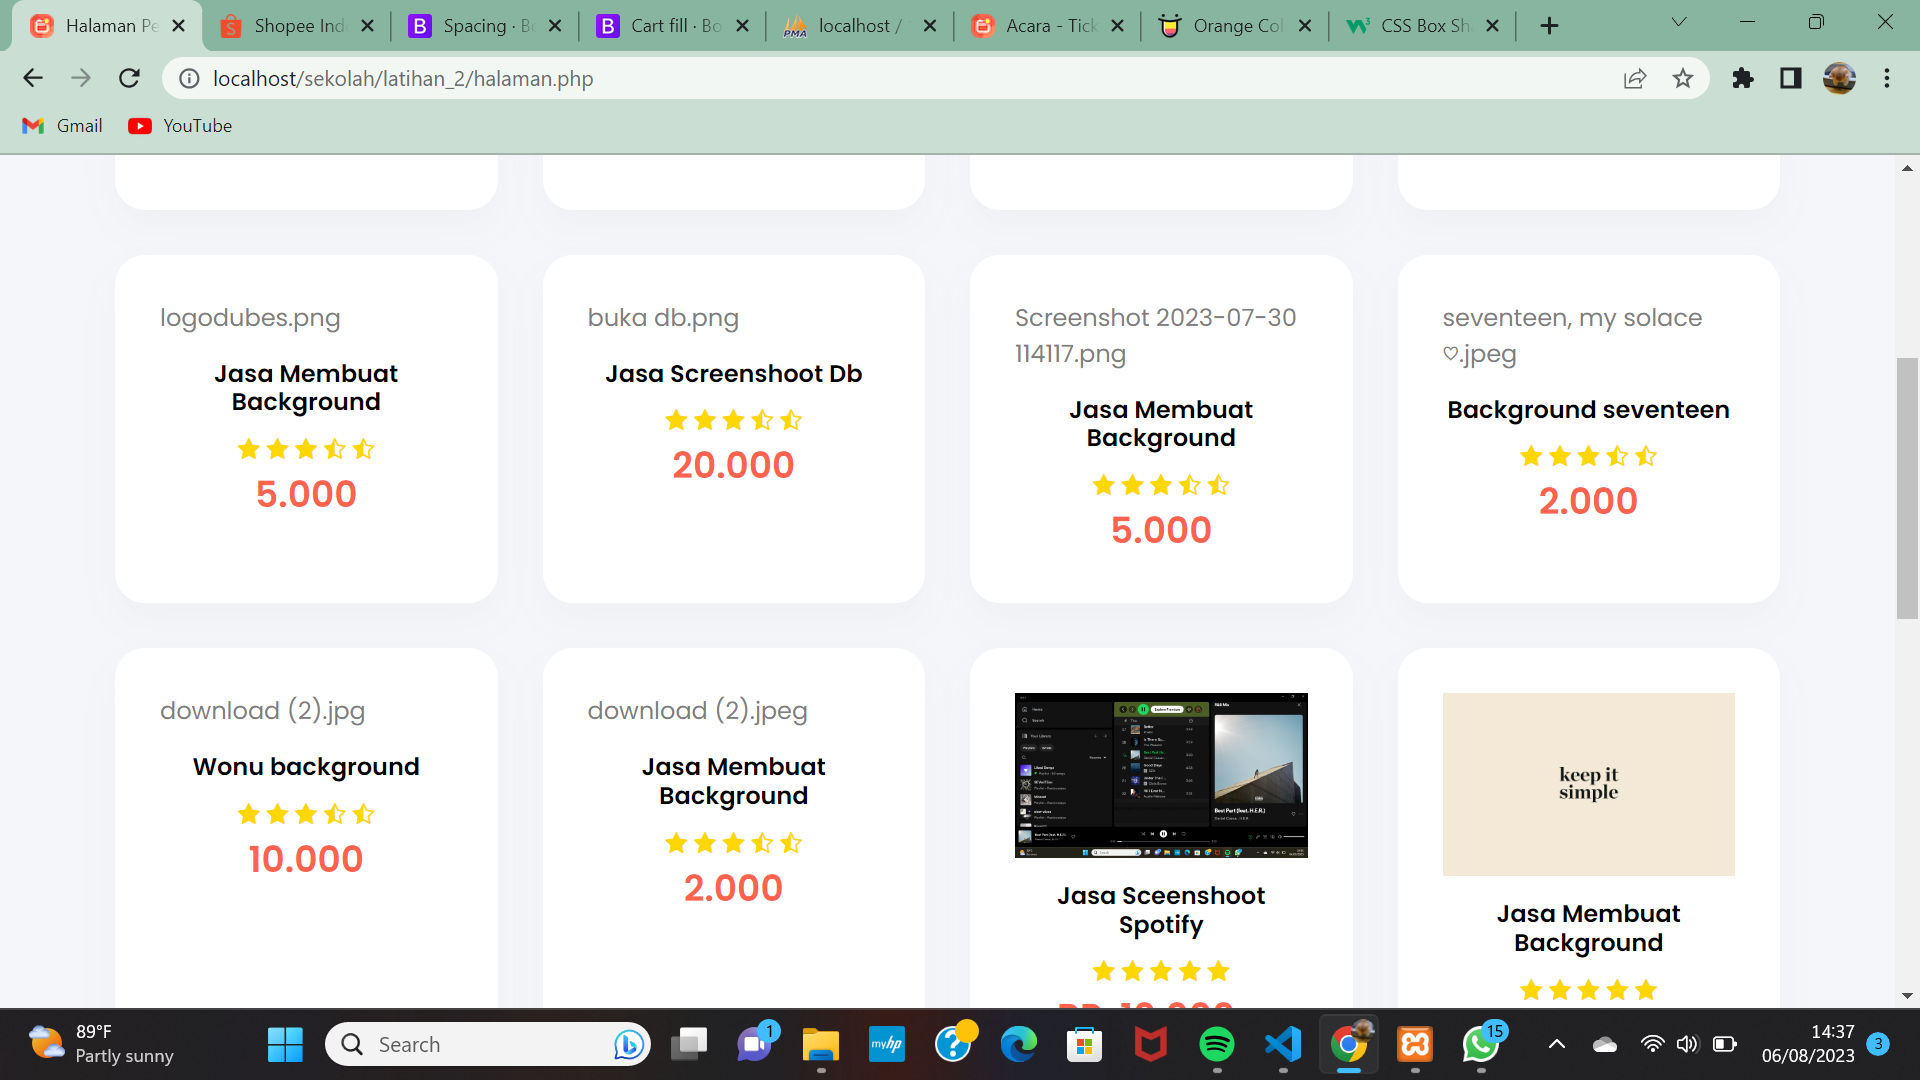 Halaman Pe
Shopee Indo
Spacing · Bo
Cart fill · Bo
localhost /
Acara - Tick
Orange Col
CSS Box Sh
localhost/sekolah/latihan_2/halaman.php
Gmail
YouTube
logodubes.png
Jasa Membuat
Background
5.000
buka db.png
Jasa Screenshoot Db
20.000
Screenshot 2023-07-30
114117.png
Jasa Membuat
Background
5.000
seventeen, my solace
♡.jpeg
Background seventeen
2.000
download (2).jpg
Wonu background
10.000
download (2).jpeg
Jasa Membuat
Background
2.000
Jasa Sceenshoot
Spotify
keep it
simple
Jasa Membuat
Background
89°F
Partly sunny
Search
1
myhp
15
14:37
06/08/2023
3